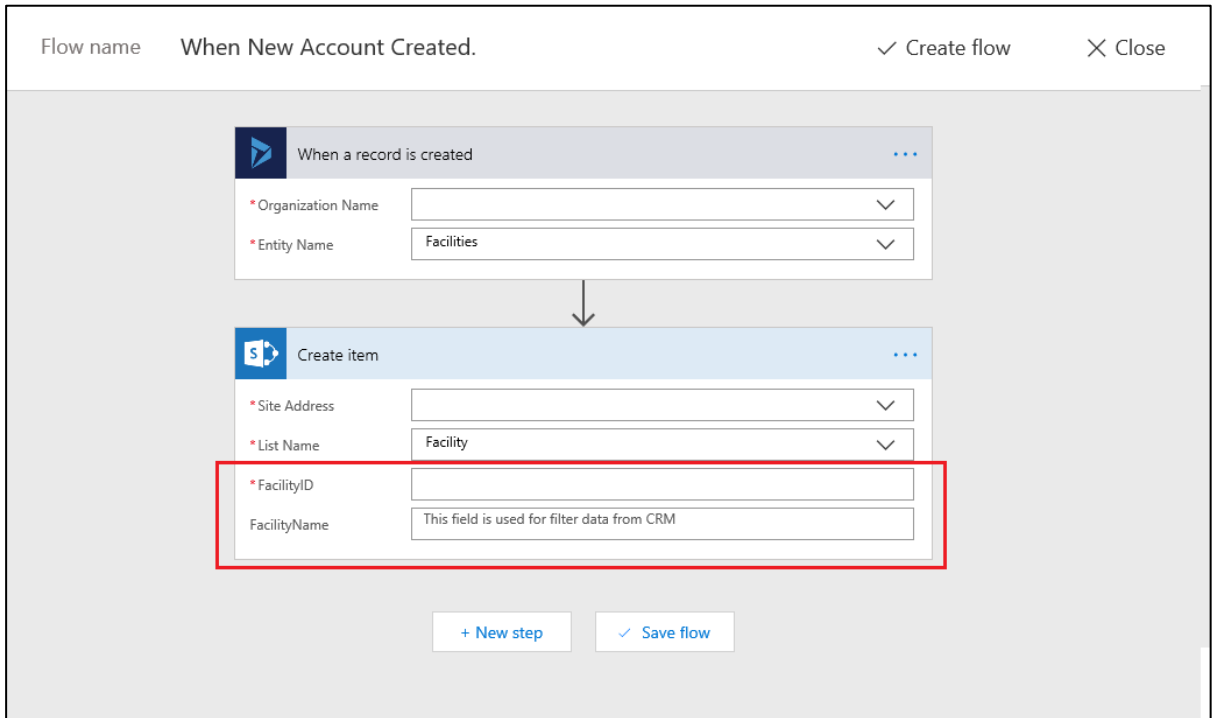 Flow name When New Account Created. Create flow Close
When a record is created
* Organization Name
* Entity Name Facilities
S Create item
* Site Address
* List Name Facility
* FacilityID
FacilityName This field is used for filter data from CRM
+ New step Save flow